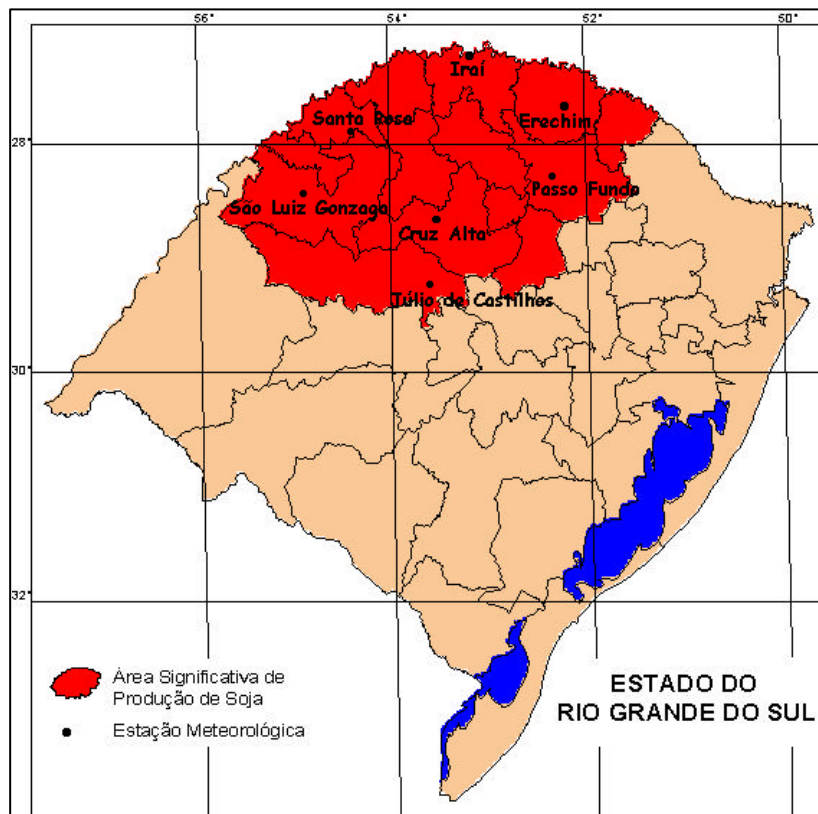 56°
54°
52°
50°
Iraí
Santa Rosa
Erechim
28°
Passo Fundo
São Luiz Gonzaga
Cruz Alta
Júlio de Castilhos
30°
32°
Área Significativa de
Produção de Soja
Estação Meteorológica
ESTADO DO
RIO GRANDE DO SUL